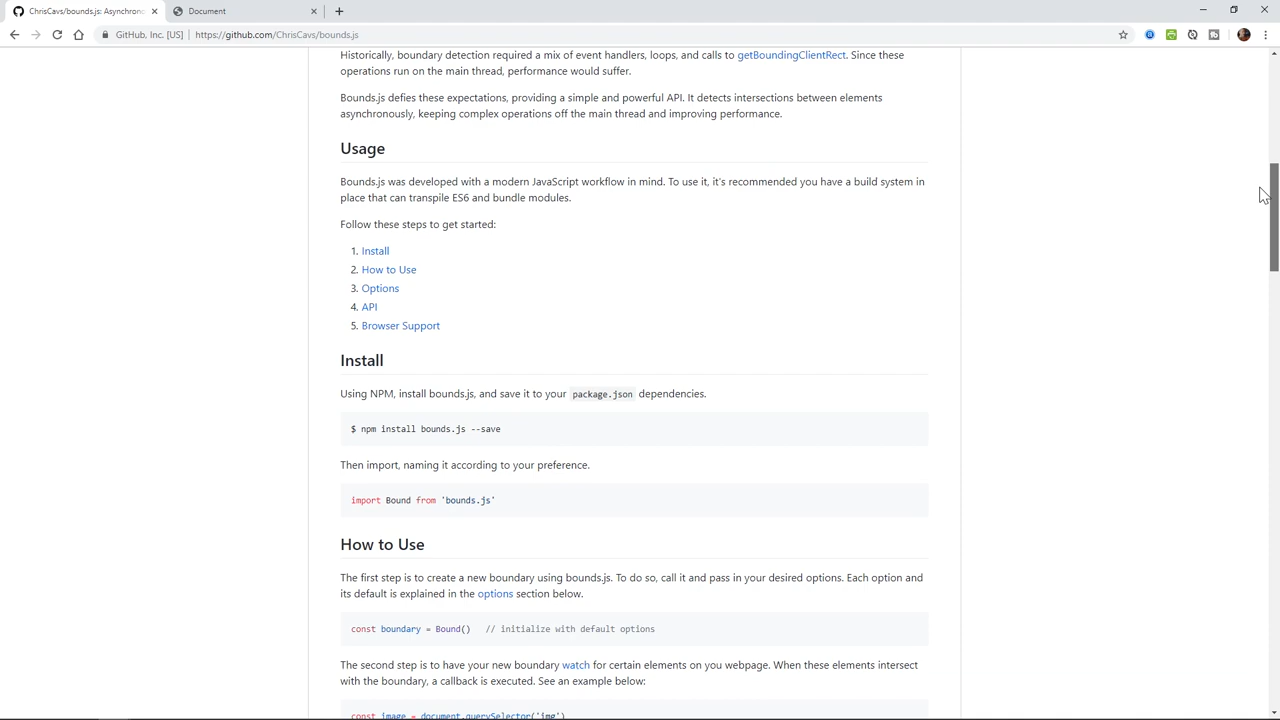 ChrisCavs/bounds.js: Asynchrono
Document
GitHub, Inc. [US]
https://github.com/ChrisCavs/bounds.js
Historically, boundary detection required a mix of event handlers, loops, and calls to getBoundingClientRect. Since these
operations run on the main thread, performance would suffer.
Bounds.js defies these expectations, providing a simple and powerful API. It detects intersections between elements
asynchronously, keeping complex operations off the main thread and improving performance.
Usage
Bounds.js was developed with a modern JavaScript workflow in mind. To use it, it's recommended you have a build system in
place that can transpile ES6 and bundle modules.
Follow these steps to get started:
1. Install
2. How to Use
3. Options
4. API
5. Browser Support
Install
Using NPM, install bounds.js, and save it to your package.json dependencies.
$ npm install bounds.js --save
Then import, naming it according to your preference.
import Bound from 'bounds.js'
How to Use
The first step is to create a new boundary using bounds.js. To do so, call it and pass in your desired options. Each option and
its default is explained in the options section below.
const boundary = Bound()   // initialize with default options
The second step is to have your new boundary watch for certain elements on you webpage. When these elements intersect
with the boundary, a callback is executed. See an example below:
const image = document.querySelector('img')